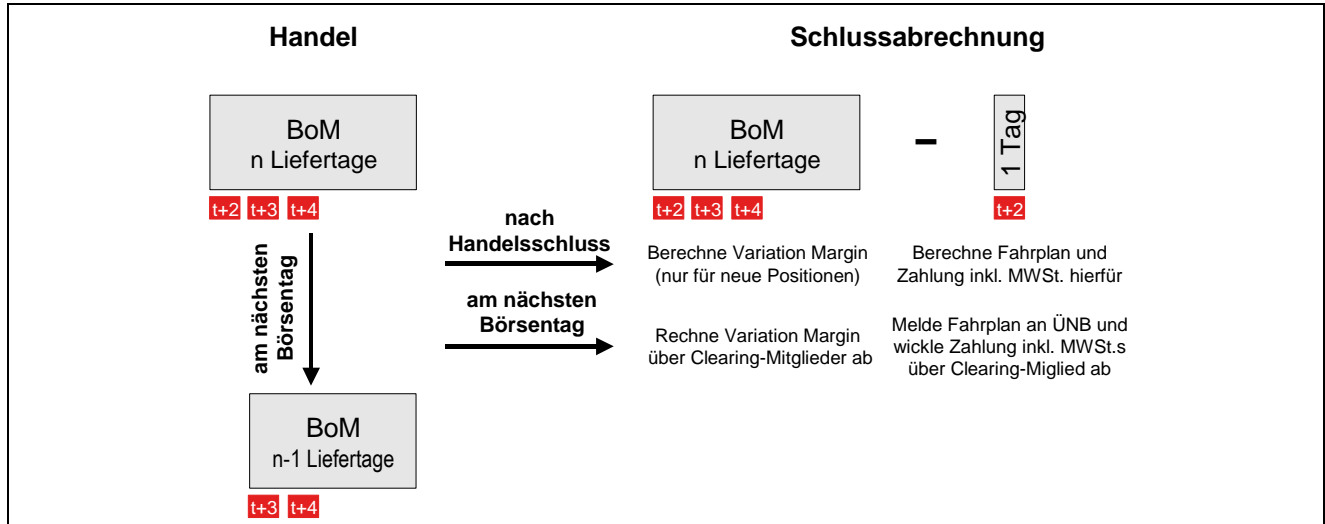 Handel
Schlussabrechnung
BoM
n Liefertage
t+2 t+3 t+4
am nächsten
Börsentag
BoM
n-1 Liefertage
t+3 t+4
nach
Handelsschluss
am nächsten
Börsentag
BoM
n Liefertage
t+2 t+3 t+4
Berechne Variation Margin
(nur für neue Positionen)
Rechne Variation Margin
über Clearing-Mitglieder ab
–
1 Tag
t+2
Berechne Fahrplan und
Zahlung inkl. MWSt. hierfür
Melde Fahrplan an ÜNB und
wickle Zahlung inkl. MWSt.s
über Clearing-Miglied ab